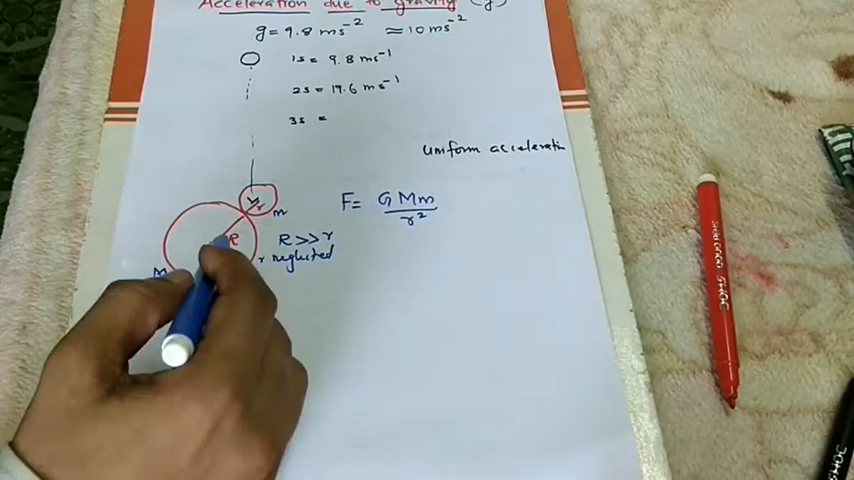 Acceleration due to gravity (g)
g = 9.8 ms⁻² ≈ 10 ms⁻²
1s = 9.8 ms⁻¹
2s = 19.6 ms⁻¹
3s =
uniform acceleratin
F = GMm/r²
r
m
R
R >> r
r neglected
M